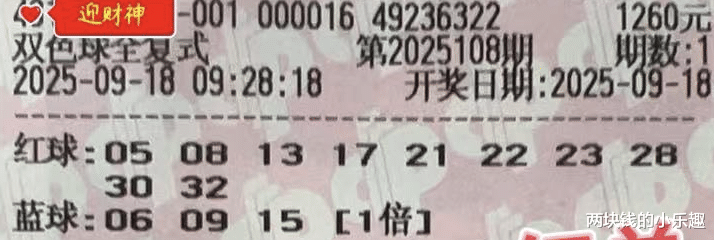 迎财神
-001 000016 49236322 1260元
双色球全复式 第2025108期 期数:1
2025-09-18 09:28:18 开奖日期:2025-09-18
红球:05 08 13 17 21 22 23 28
30 32
蓝球:06 09 15 [1倍]
两块钱的小乐趣